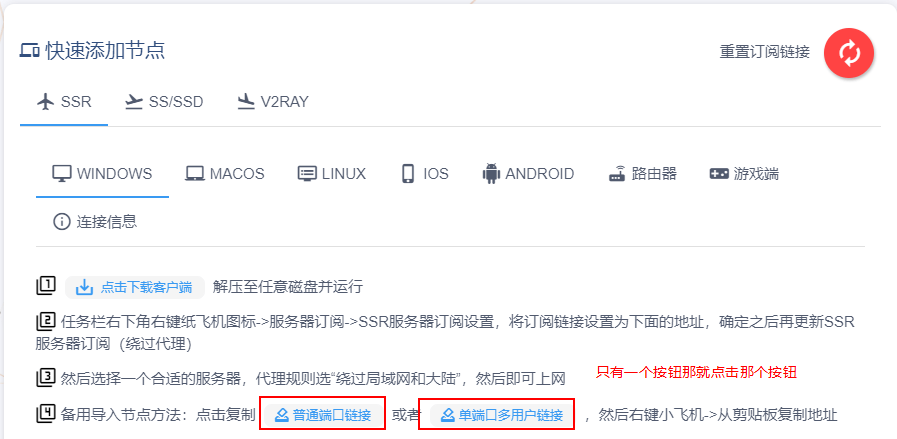 快速添加节点
重置订阅链接
SSR SS/SSD V2RAY
WINDOWS MACOS LINUX IOS ANDROID 路由器 游戏端
连接信息
1 点击下载客户端 解压至任意磁盘并运行
2 任务栏右下角右键纸飞机图标->服务器订阅->SSR服务器订阅设置，将订阅链接设置为下面的地址，确定之后再更新SSR
服务器订阅（绕过代理）
3 然后选择一个合适的服务器，代理规则选“绕过局域网和大陆”，然后即可上网
只有一个按钮那就点击那个按钮
4 备用导入节点方法：点击复制 普通端口链接 或者 单端口多用户链接 ，然后右键小飞机->从剪贴板复制地址